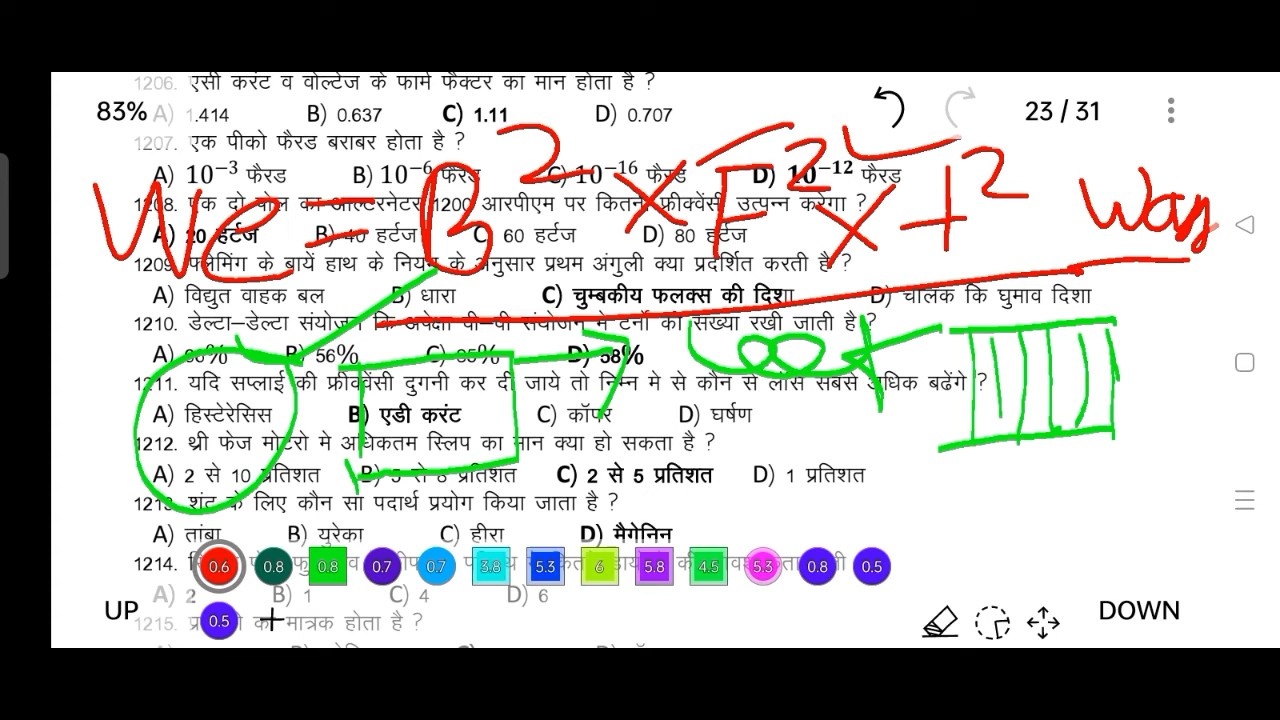 1206. एसी करंट व वोल्टेज के फार्म फैक्टर का मान होता है ?
83% A) 1.414 B) 0.637 C) 1.11 D) 0.707 23 / 31
1207. एक पीको फैरड बराबर होता है ?
A) 10⁻³ फैरड B) 10⁻⁶ फैरड C) 10⁻¹⁶ फैरड D) 10⁻¹² फैरड
We = B² x F² x t²
1208. एक दो पोल का आल्टरनेटर 1200 आरपीएम पर कितनी फ्रीक्वेंसी उत्पन्न करेगा ?
A) 20 हर्टज B) 40 हर्टज C) 60 हर्टज D) 80 हर्टज
1209. फ्लेमिंग के बायें हाथ के नियम के अनुसार प्रथम अंगुली क्या प्रदर्शित करती है ?
A) विद्युत वाहक बल B) धारा C) चुम्बकीय फलक्स की दिशा D) चालक कि घुमाव दिशा
1210. डेल्टा–डेल्टा संयोजन कि अपेक्षा वी–वी संयोजन मे टर्नो की संख्या रखी जाती है ?
B) 56% D) 58%
1211. यदि सप्लाई की फ्रीक्वेंसी दुगनी कर दी जाये तो निम्न मे से कौन से लोस सबसे अधिक बढेंगे ?
A) हिस्टेरेसिस B) एडी करंट C) कॉपर D) घर्षण
1212. थ्री फेज मोटरो मे अधिकतम स्लिप का मान क्या हो सकता है ?
A) 2 से 10 प्रतिशत B) 5 से 8 प्रतिशत C) 2 से 5 प्रतिशत D) 1 प्रतिशत
1213. शंट के लिए कौन सा पदार्थ प्रयोग किया जाता है ?
A) तांबा B) युरेका C) हीरा D) मैगेनिन
1214.
0.6 0.8 0.8 0.7 0.7 3.8 5.3 6 5.8 4.5 5.3 0.8 0.5
A) 2 B) 1 C) 4 D) 6
UP 0.5 + DOWN
1215. मात्रक होता है ?